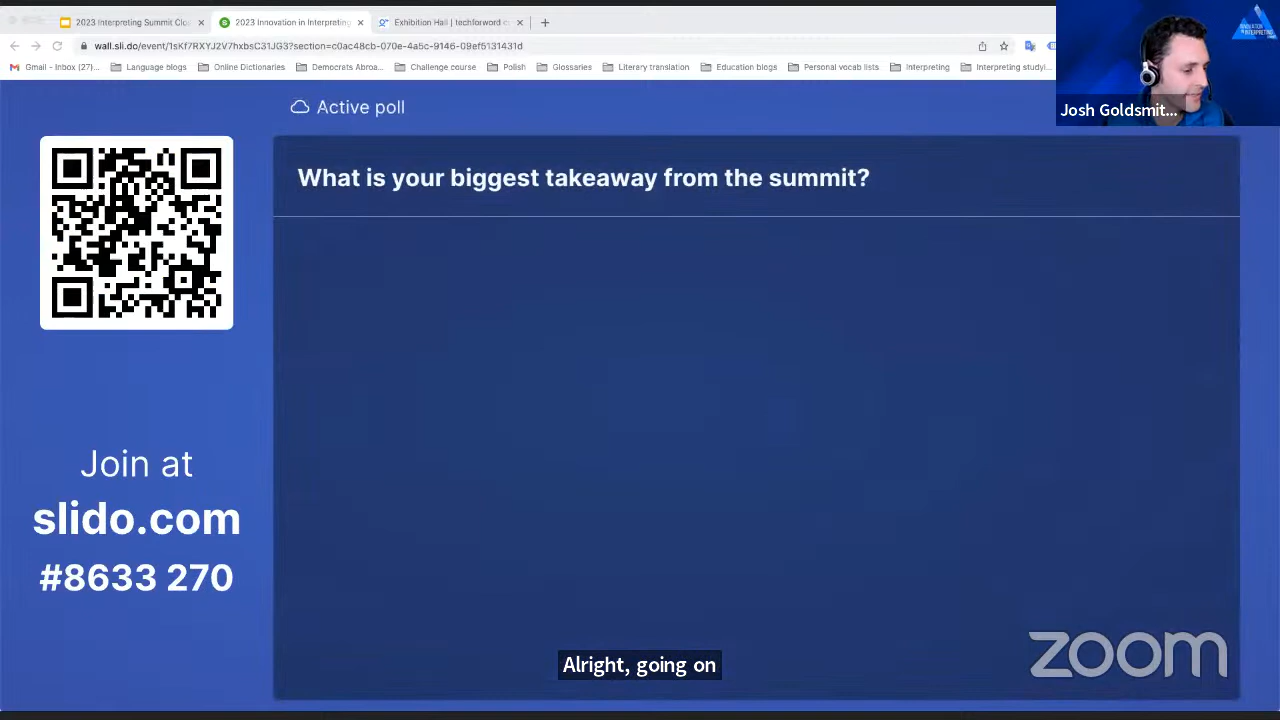 2023 Interpreting Summit Clo
2023 Innovation in Interpreting
Exhibition Hall | techforword
wall.sli.do/event/1sKf7RXYJ2V7hxbsC31JG3?section=c0ac48cb-070e-4a5c-9146-09ef5131431d
Gmail - Inbox (27)... Language blogs Online Dictionaries Democrats Abroa... Challenge course Polish Glossaries Literary translation Education blogs Personal vocab lists Interpreting Interpreting studyi...
Josh Goldsmit...
Active poll
What is your biggest takeaway from the summit?
Join at
slido.com
#8633 270
Alright, going on
zoom